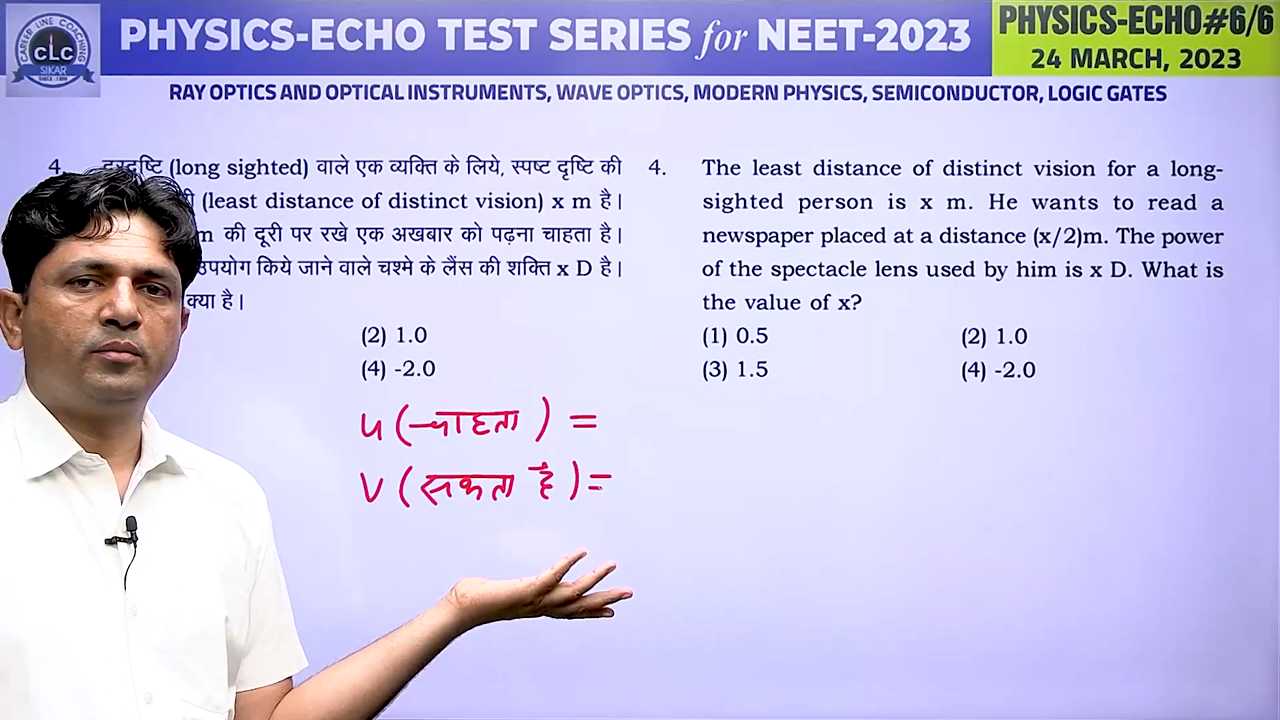 CAREER LINE COACHING
CLC
SIKAR
SINCE - 1996
PHYSICS-ECHO TEST SERIES for NEET-2023
PHYSICS-ECHO#6/6
24 MARCH, 2023
RAY OPTICS AND OPTICAL INSTRUMENTS, WAVE OPTICS, MODERN PHYSICS, SEMICONDUCTOR, LOGIC GATES
4. (long sighted) वाले एक व्यक्ति के लिये, स्पष्ट दृष्टि की
(least distance of distinct vision) x m है।
m की दूरी पर रखे एक अखबार को पढ़ना चाहता है।
उपयोग किये जाने वाले चश्मे के लैंस की शक्ति x D है।
क्या है।
(2) 1.0
(4) -2.0
4. The least distance of distinct vision for a long-
sighted person is x m. He wants to read a
newspaper placed at a distance (x/2)m. The power
of the spectacle lens used by him is x D. What is
the value of x?
(1) 0.5 (2) 1.0
(3) 1.5 (4) -2.0
u (चाहता) =
v (सकता है) =